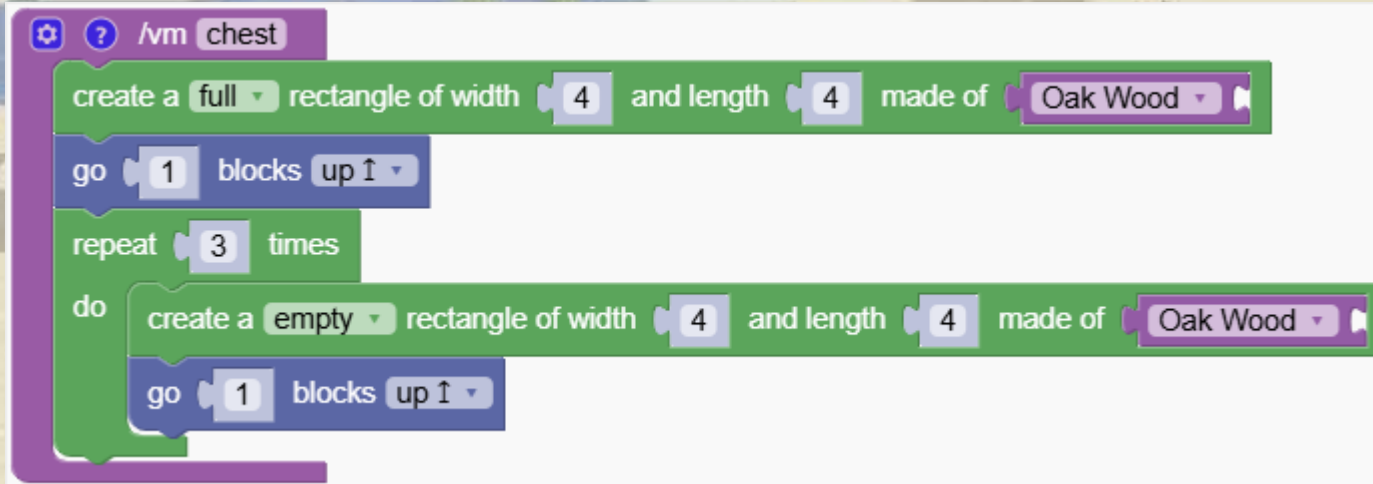 ? /vm chest
create a full rectangle of width 4 and length 4 made of Oak Wood
go 1 blocks up ↥
repeat 3 times
do create a empty rectangle of width 4 and length 4 made of Oak Wood
go 1 blocks up ↥